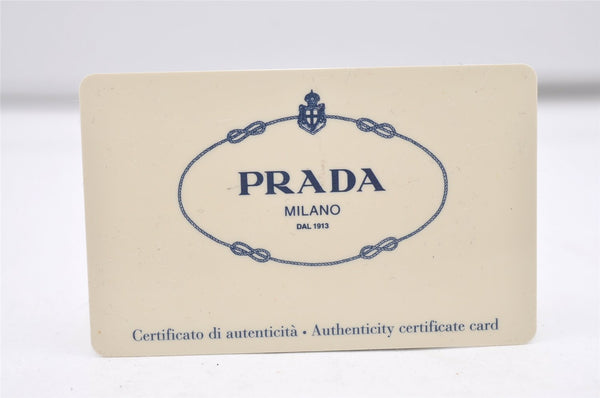 PRADA
MILANO
DAL 1913
Certificato di autenticità • Authenticity certificate card